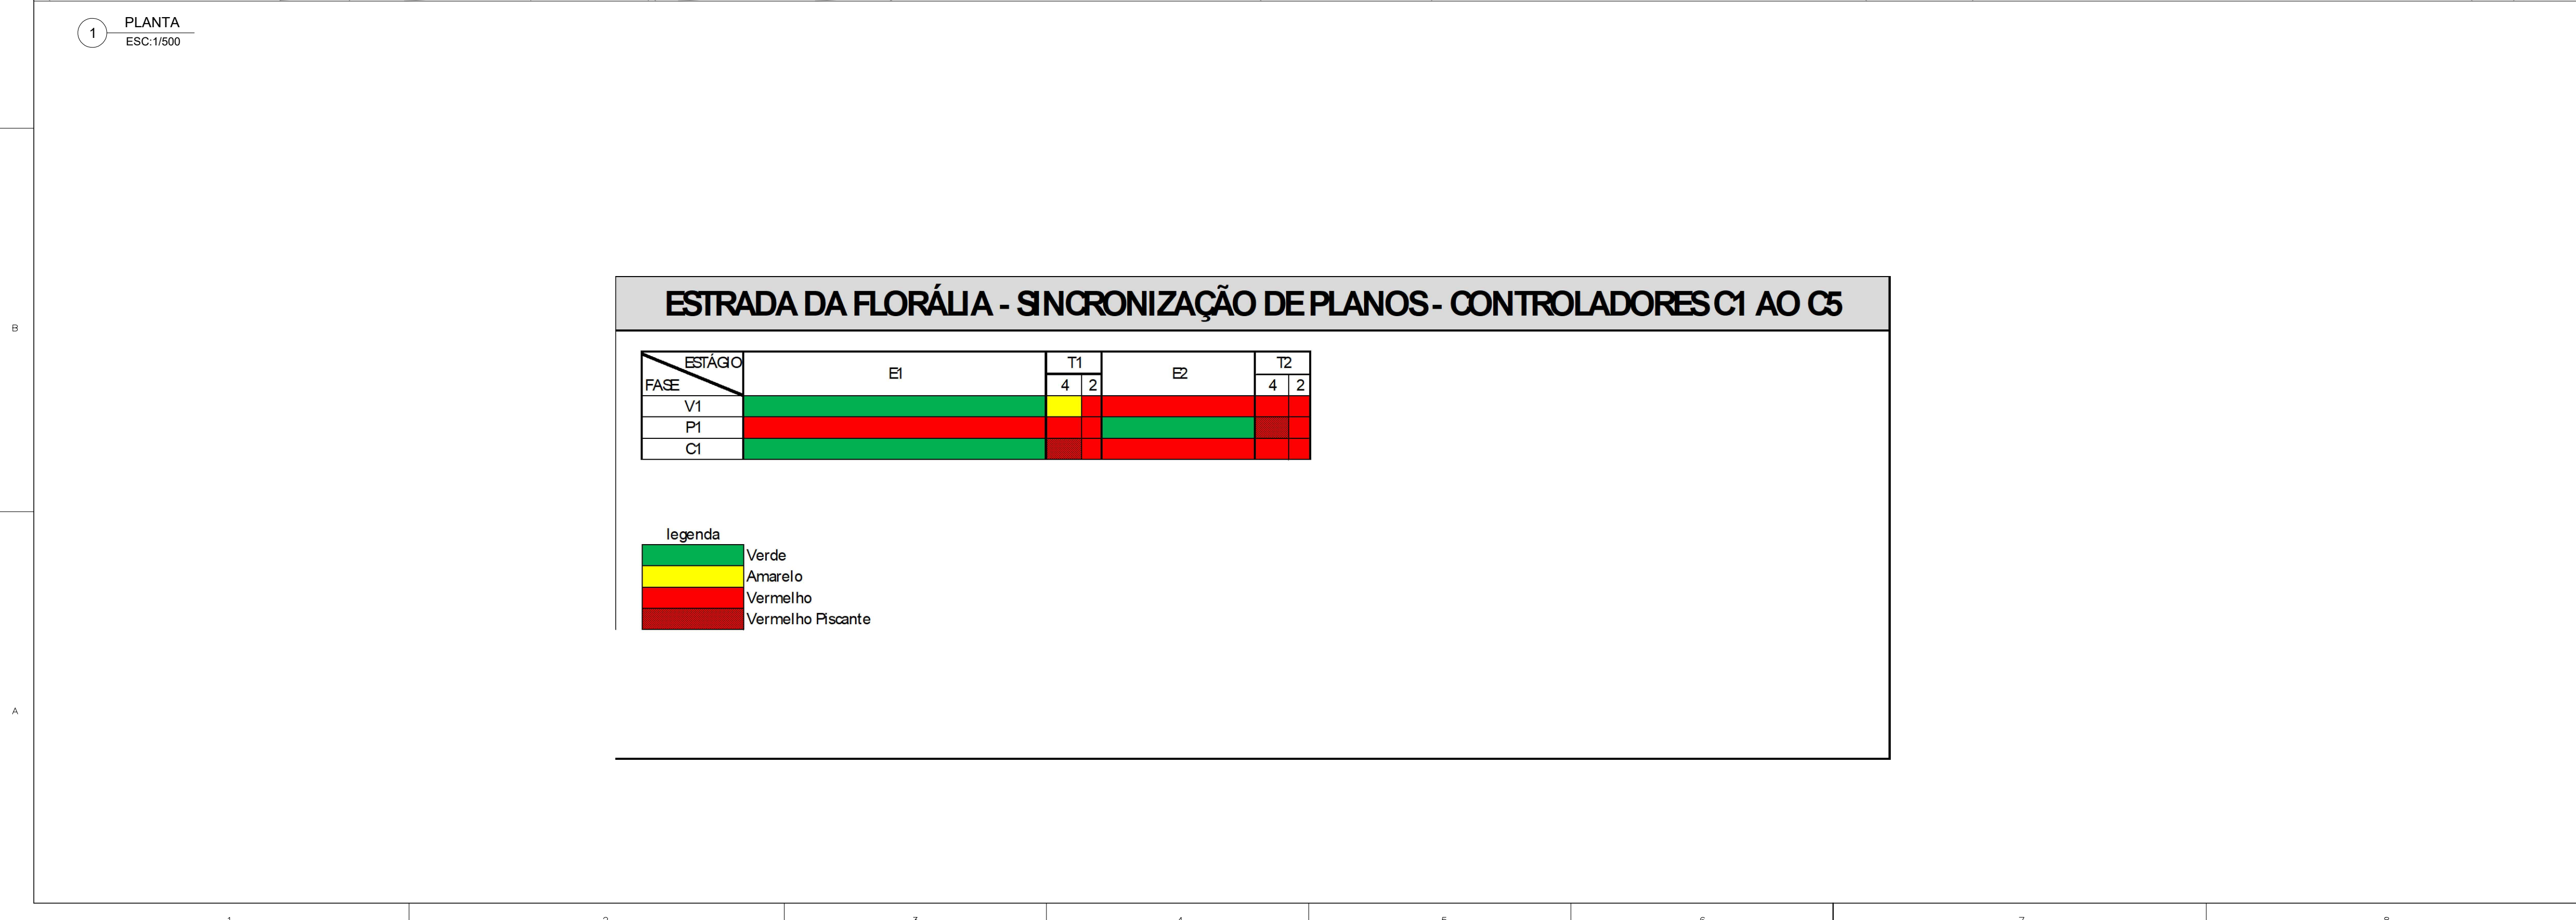 1
PLANTA
ESC:1/500
ESTRADA DA FLORÁLIA - SINCRONIZAÇÃO DE PLANOS - CONTROLADORES C1 AO C5
ESTÁGIO
FASE
E1
T1
E2
T2
4 2
4 2
V1
P1
C1
legenda
Verde
Amarelo
Vermelho
Vermelho Piscante
B
A